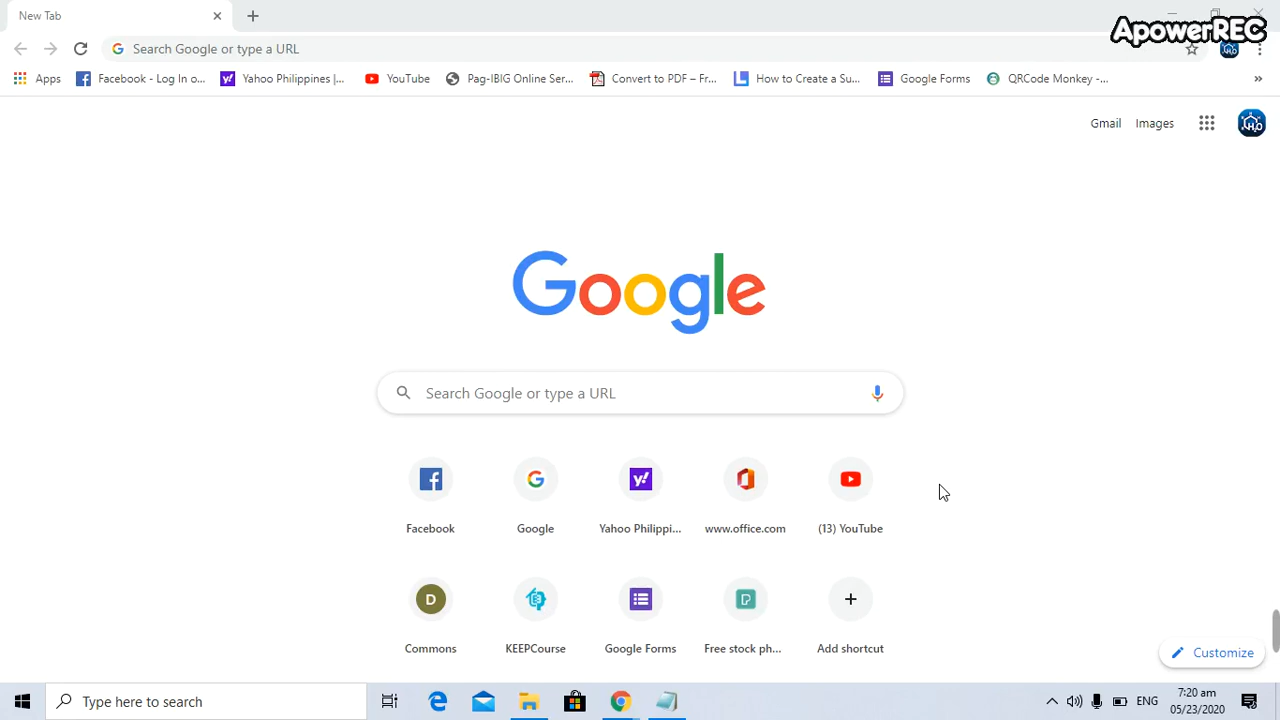 New Tab
ApowerREC
Search Google or type a URL
Apps Facebook - Log In o... Yahoo Philippines |... YouTube Pag-IBIG Online Ser... Convert to PDF – Fr... How to Create a Su... Google Forms QRCode Monkey -... »
Gmail Images
H2O
Google
Search Google or type a URL
Facebook Google Yahoo Philippi... www.office.com (13) YouTube
D
Commons KEEPCourse Google Forms Free stock ph... Add shortcut
Customize
Type here to search
ENG
7:20 am
05/23/2020